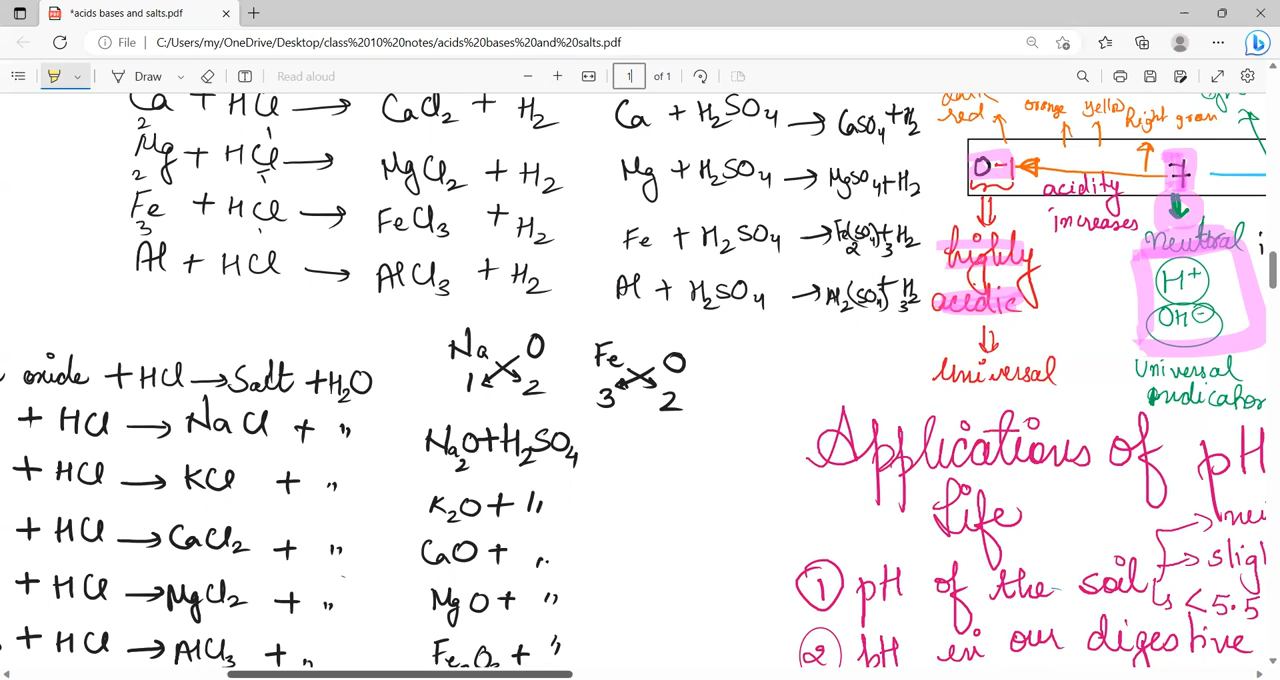 *acids bases and salts.pdf
File C:/Users/my/OneDrive/Desktop/class%2010%20notes/acids%20bases%20and%20salts.pdf
Draw Read aloud 1 of 1
Ca + HCl → CaCl2 + H2
2 Mg + HCl → MgCl2 + H2
2 Fe + HCl → FeCl3 + H2
3 Al + HCl → AlCl3 + H2
Ca + H2SO4 → CaSO4 + H2
Mg + H2SO4 → MgSO4 + H2
Fe + H2SO4 → Fe2(SO4)3 + H2
Al + H2SO4 → Al2(SO4)3 + H2
red orange yellow
0-1 7
acidity
increases
highly
acedic
Universal
neutral
H+
OH⊖
Universal
indicator
oxide + HCl → Salt + H2O
+ HCl → NaCl + "
+ HCl → KCl + "
+ HCl → CaCl2 + "
+ HCl → MgCl2 + "
+ HCl → AlCl3 + "
Na O
1 2
Fe O
3 2
Na2O + H2SO4
K2O + "
CaO + "
MgO + "
Fe2O3 + "
Applications of pH
Life
① pH of the soil
< 5.5
② pH in our digestive